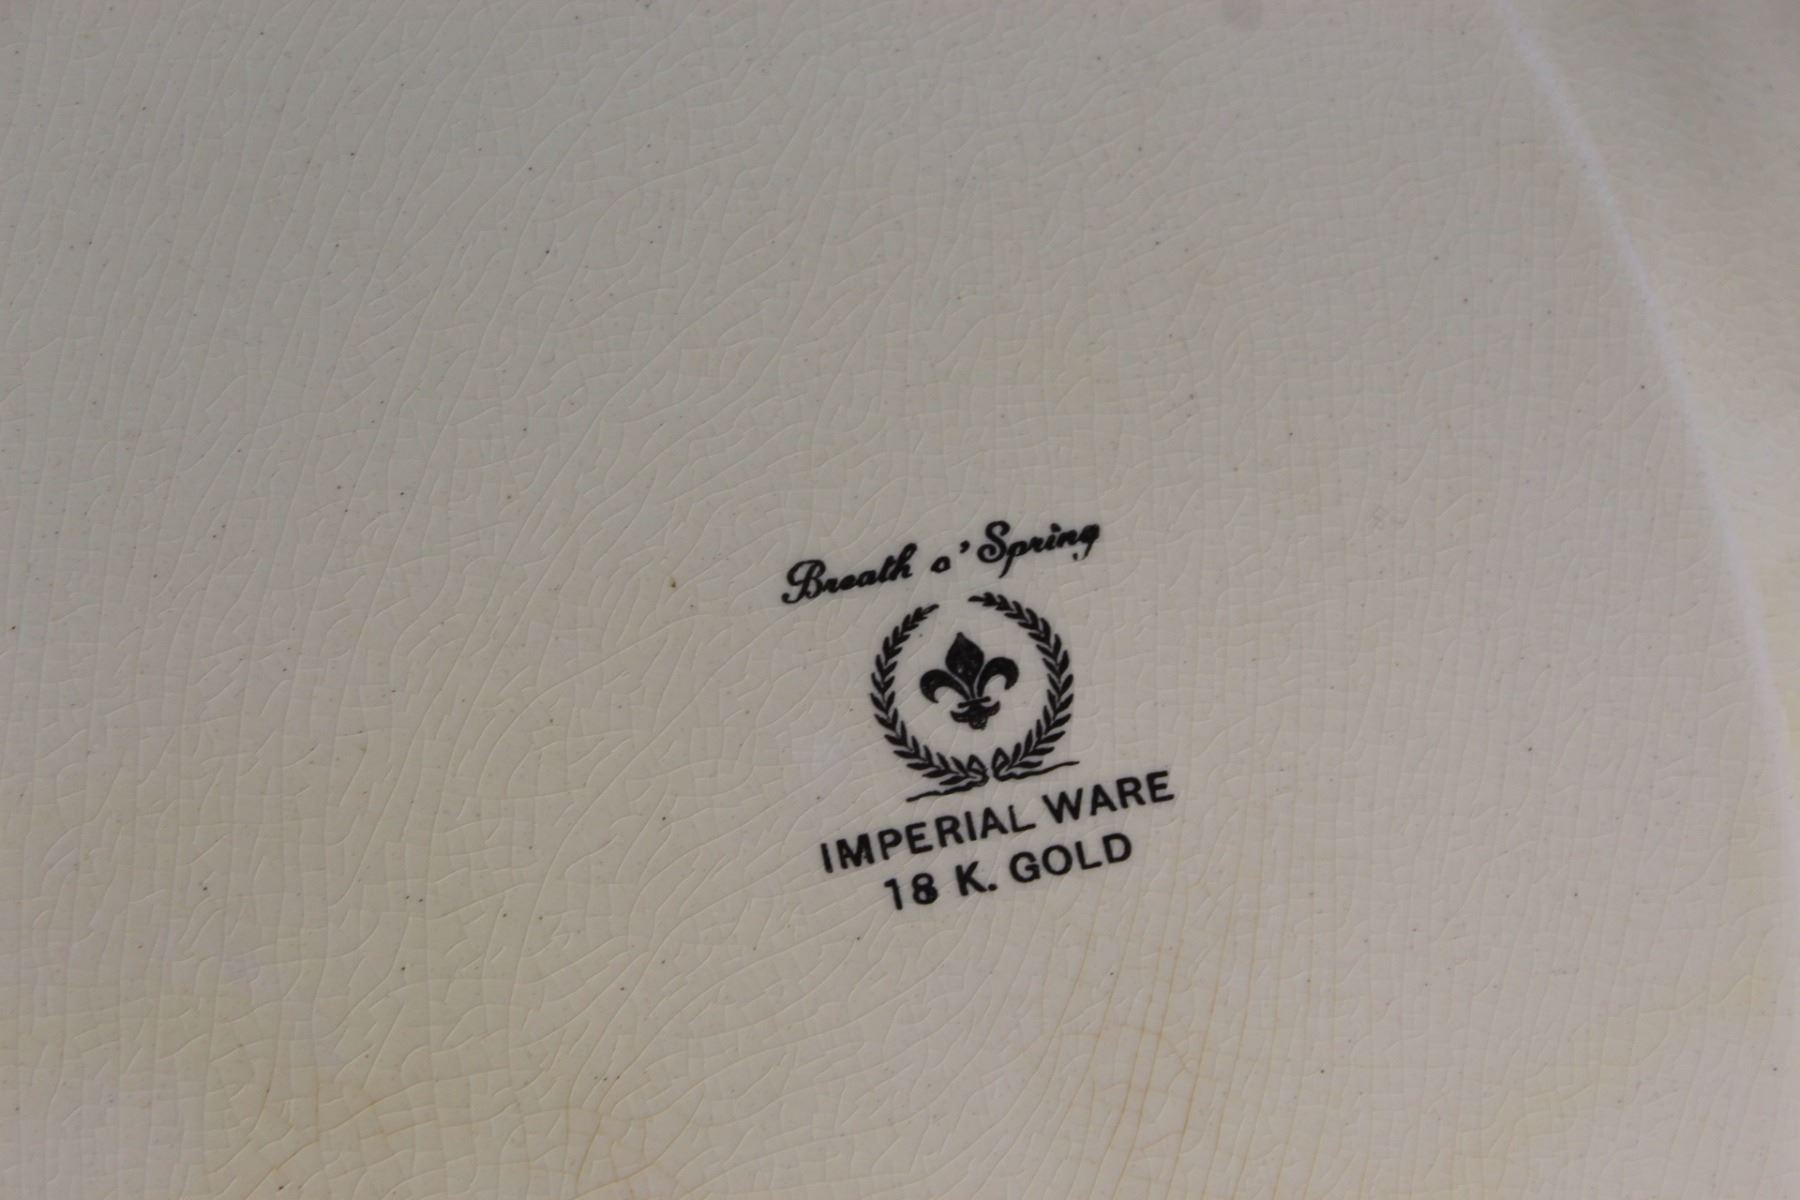 Breath o' Spring
IMPERIAL WARE
18 K. GOLD